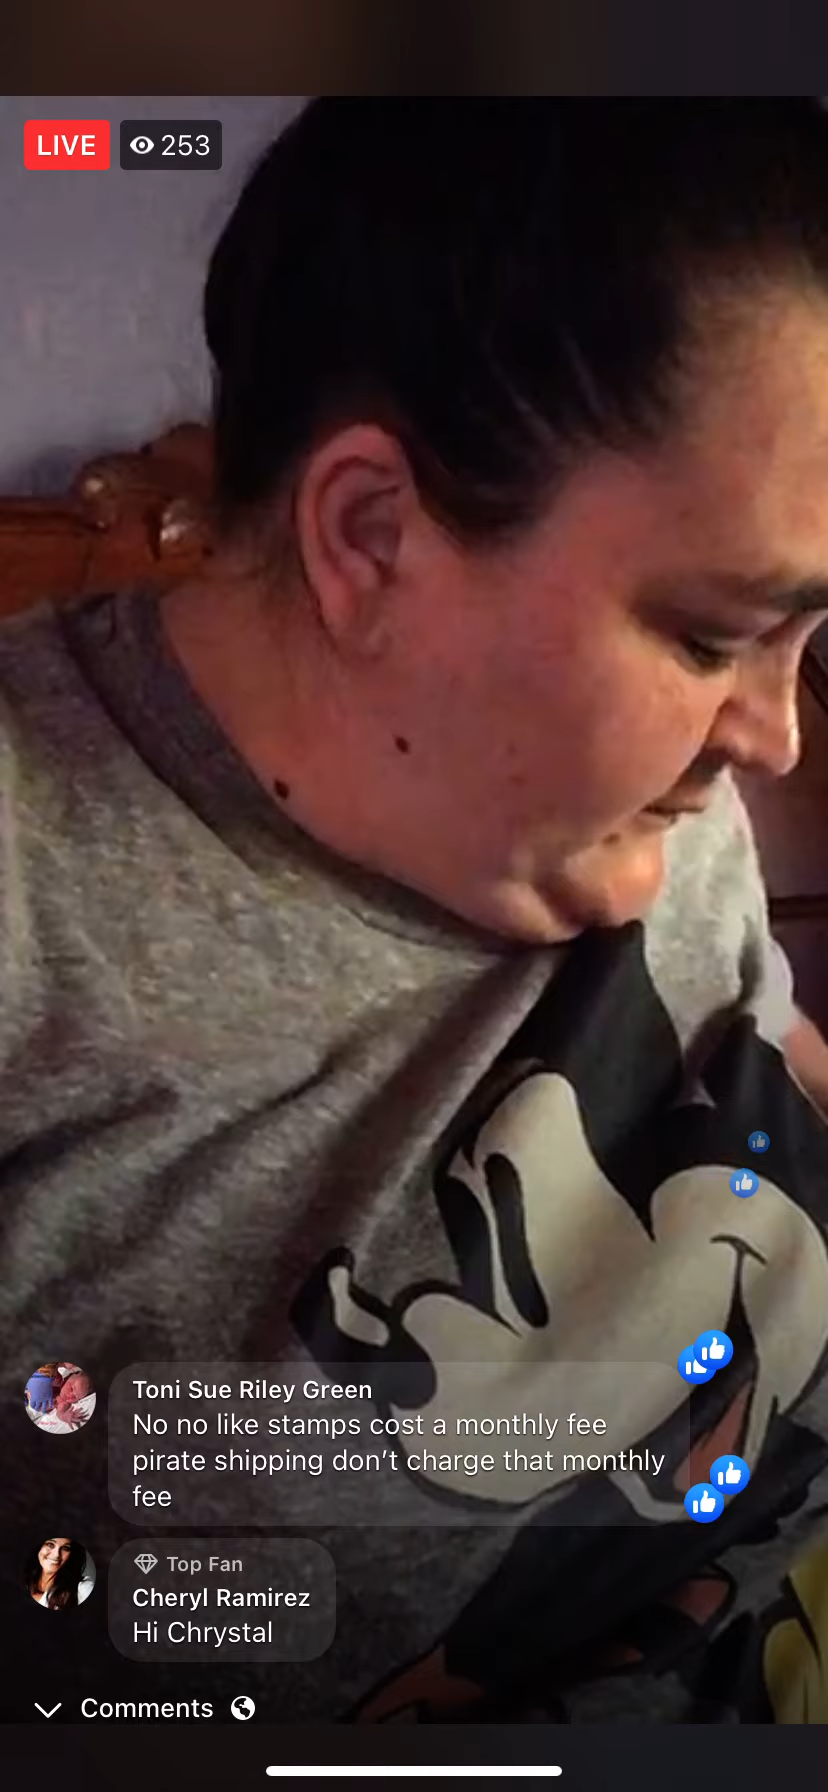 LIVE 253
Toni Sue Riley Green
No no like stamps cost a monthly fee
pirate shipping don’t charge that monthly
fee
Top Fan
Cheryl Ramirez
Hi Chrystal
Comments